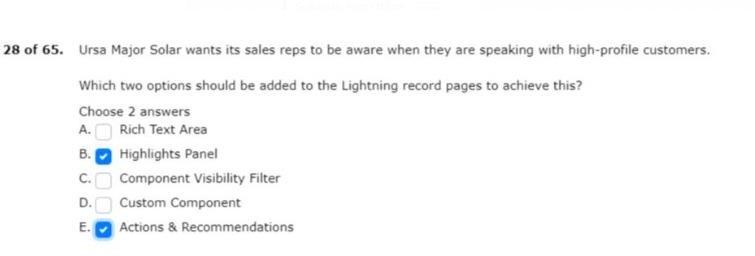 28 of 65. Ursa Major Solar wants its sales reps to be aware when they are speaking with high-profile customers.
Which two options should be added to the Lightning record pages to achieve this?
Choose 2 answers
A. Rich Text Area
B. Highlights Panel
C. Component Visibility Filter
D. Custom Component
E. Actions & Recommendations